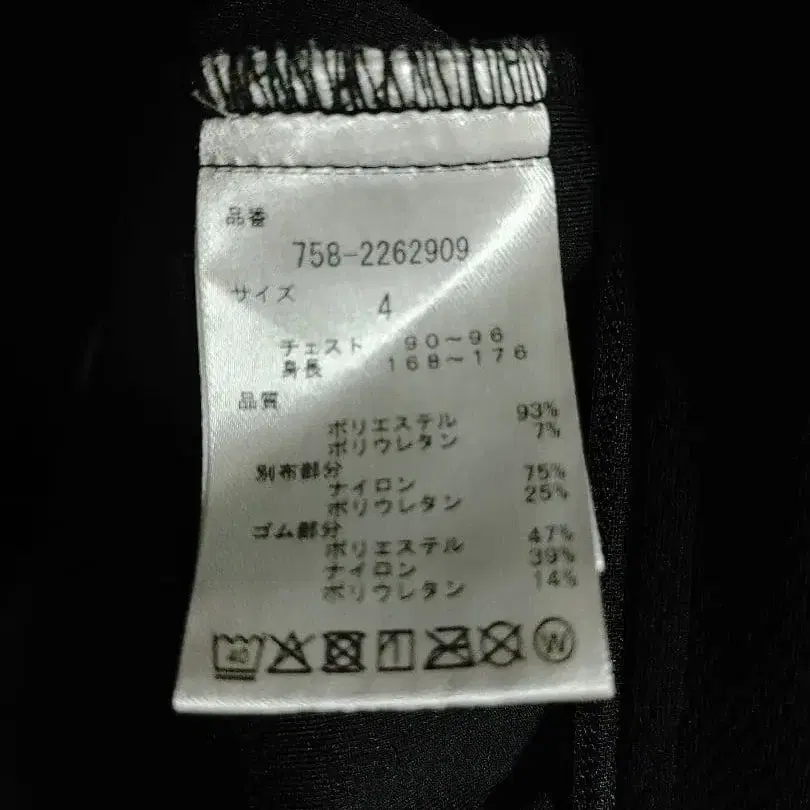 品番
758-2262909
サイズ
4
チェスト 90～96
身長 168～176
品質
ポリエステル 93%
ポリウレタン 7%
別布部分
ナイロン 75%
ポリウレタン 25%
ゴム部分
ポリエステル 47%
ナイロン 39%
ポリウレタン 14%
40 W